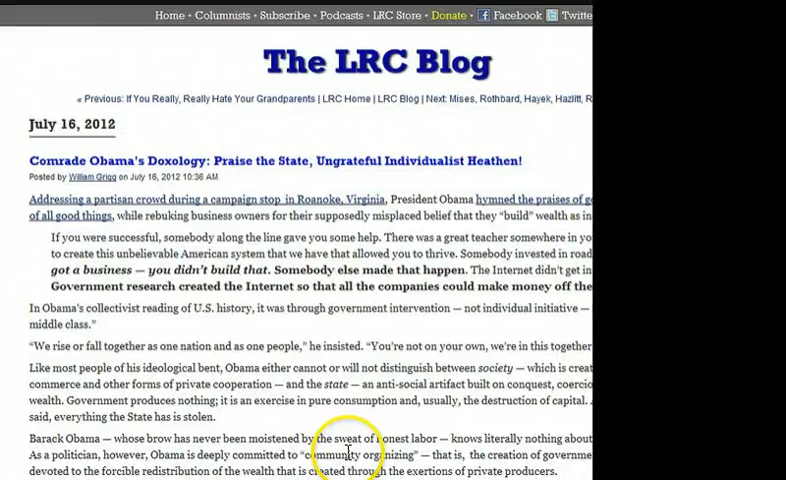 Home • Columnists • Subscribe • Podcasts • LRC Store • Donate • Facebook Twitte
The LRC Blog
« Previous: If You Really, Really Hate Your Grandparents | LRC Home | LRC Blog | Next: Mises, Rothbard, Hayek, Hazlitt, R
July 16, 2012
Comrade Obama's Doxology: Praise the State, Ungrateful Individualist Heathen!
Posted by William Grigg on July 16, 2012 10:36 AM
Addressing a partisan crowd during a campaign stop in Roanoke, Virginia, President Obama hymned the praises of g
of all good things, while rebuking business owners for their supposedly misplaced belief that they “build” wealth as in
If you were successful, somebody along the line gave you some help. There was a great teacher somewhere in yo
to create this unbelievable American system that we have that allowed you to thrive. Somebody invested in road
got a business — you didn't build that. Somebody else made that happen. The Internet didn't get in
Government research created the Internet so that all the companies could make money off the
In Obama's collectivist reading of U.S. history, it was through government intervention — not individual initiative —
middle class.”
“We rise or fall together as one nation and as one people,” he insisted. “You're not on your own, we're in this together
Like most people of his ideological bent, Obama either cannot or will not distinguish between society — which is creat
commerce and other forms of private cooperation — and the state — an anti-social artifact built on conquest, coercio
wealth. Government produces nothing; it is an exercise in pure consumption and, usually, the destruction of capital.
said, everything the State has is stolen.
Barack Obama — whose brow has never been moistened by the sweat of honest labor — knows literally nothing about
As a politician, however, Obama is deeply committed to “community organizing” — that is, the creation of governme
devoted to the forcible redistribution of the wealth that is created through the exertions of private producers.